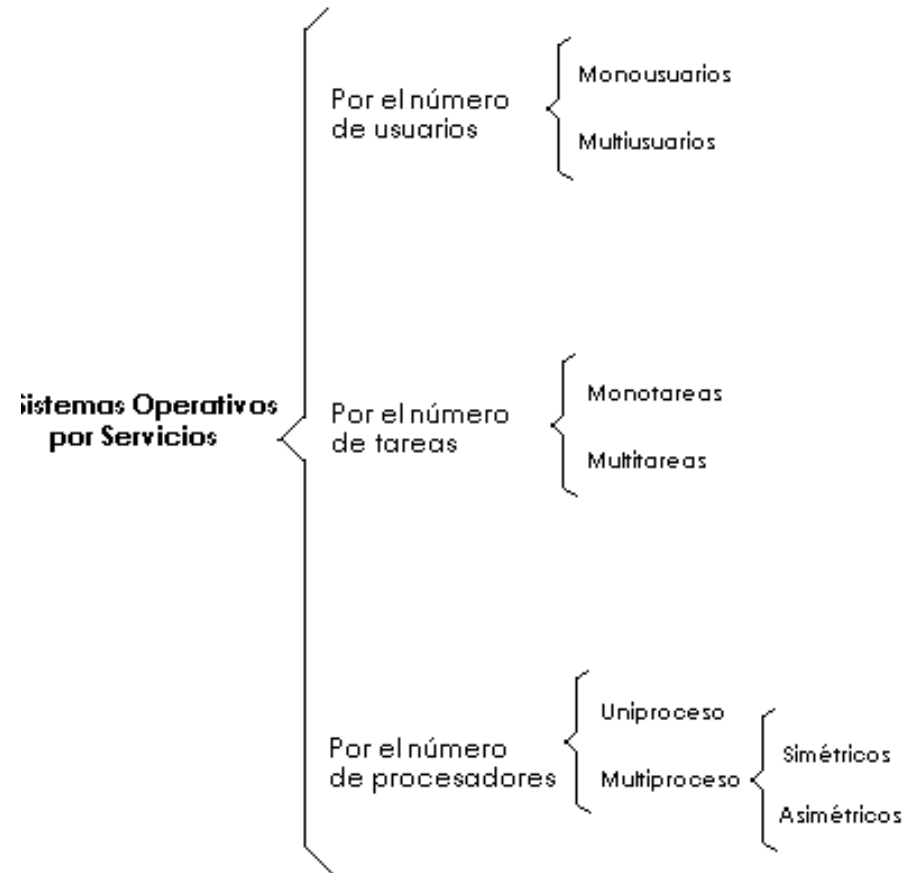 Por el número
de usuarios
Monousuarios
Multiusuarios
istemas Operativos
por Servicios
Por el número
de tareas
Monotareas
Multitareas
Por el número
de procesadores
Uniproceso
Multiproceso
Simétricos
Asimétricos